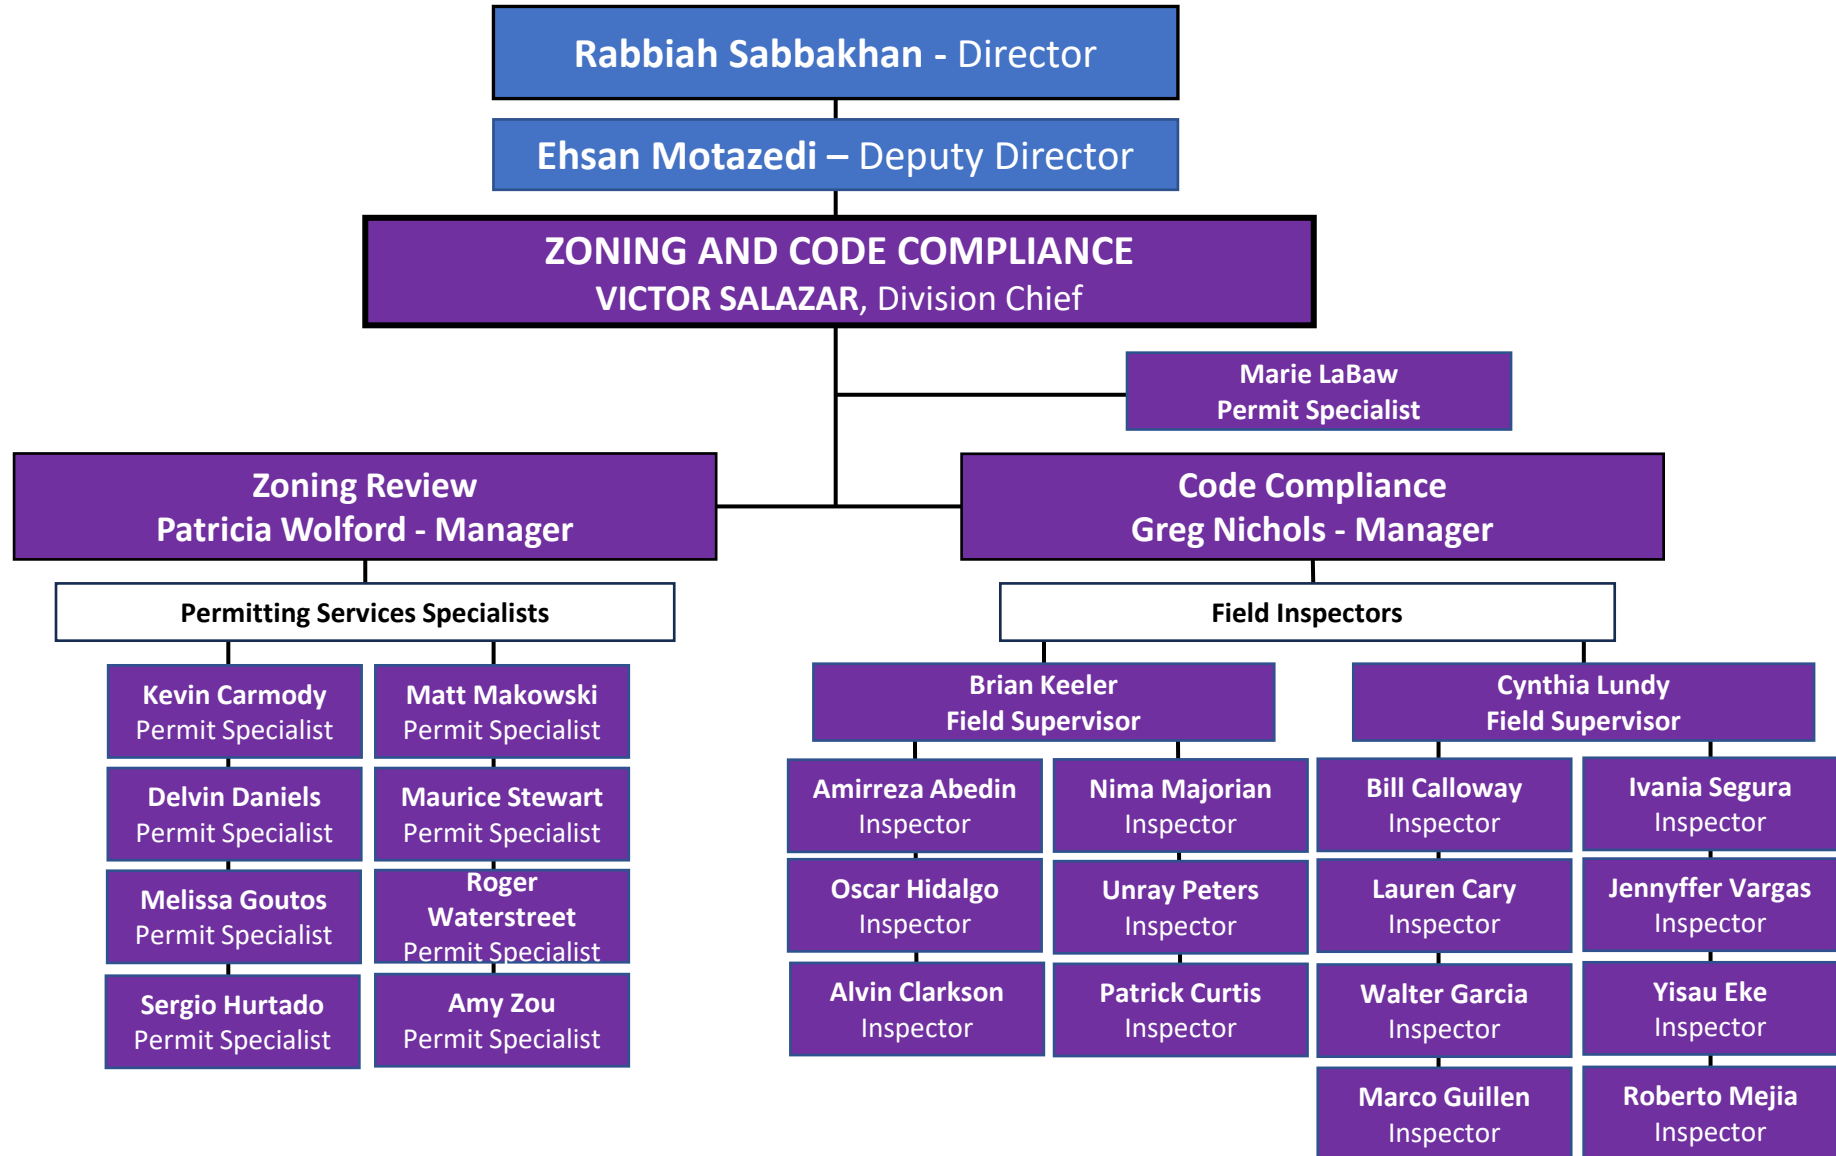 Rabbiah Sabbakhan - Director
Ehsan Motazedi – Deputy Director
ZONING AND CODE COMPLIANCE
VICTOR SALAZAR, Division Chief
Marie LaBaw
Permit Specialist
Zoning Review
Patricia Wolford - Manager
Code Compliance
Greg Nichols - Manager
Permitting Services Specialists
Kevin Carmody
Permit Specialist
Matt Makowski
Permit Specialist
Delvin Daniels
Permit Specialist
Maurice Stewart
Permit Specialist
Melissa Goutos
Permit Specialist
Roger
Waterstreet
Permit Specialist
Sergio Hurtado
Permit Specialist
Amy Zou
Permit Specialist
Field Inspectors
Brian Keeler
Field Supervisor
Amirreza Abedin
Inspector
Nima Majorian
Inspector
Oscar Hidalgo
Inspector
Unray Peters
Inspector
Alvin Clarkson
Inspector
Patrick Curtis
Inspector
Cynthia Lundy
Field Supervisor
Bill Calloway
Inspector
Ivania Segura
Inspector
Lauren Cary
Inspector
Jennyffer Vargas
Inspector
Walter Garcia
Inspector
Yisau Eke
Inspector
Marco Guillen
Inspector
Roberto Mejia
Inspector